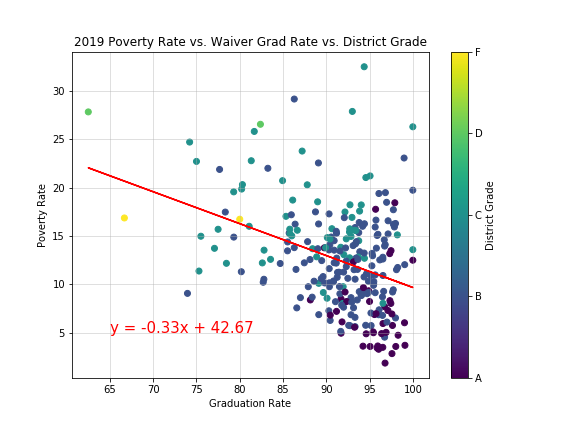 2019 Poverty Rate vs. Waiver Grad Rate vs. District Grade
Poverty Rate
30
25
20
15
10
5
y = -0.33x + 42.67
65 70 75 80 85 90 95 100
Graduation Rate
F
D
C
B
A
District Grade